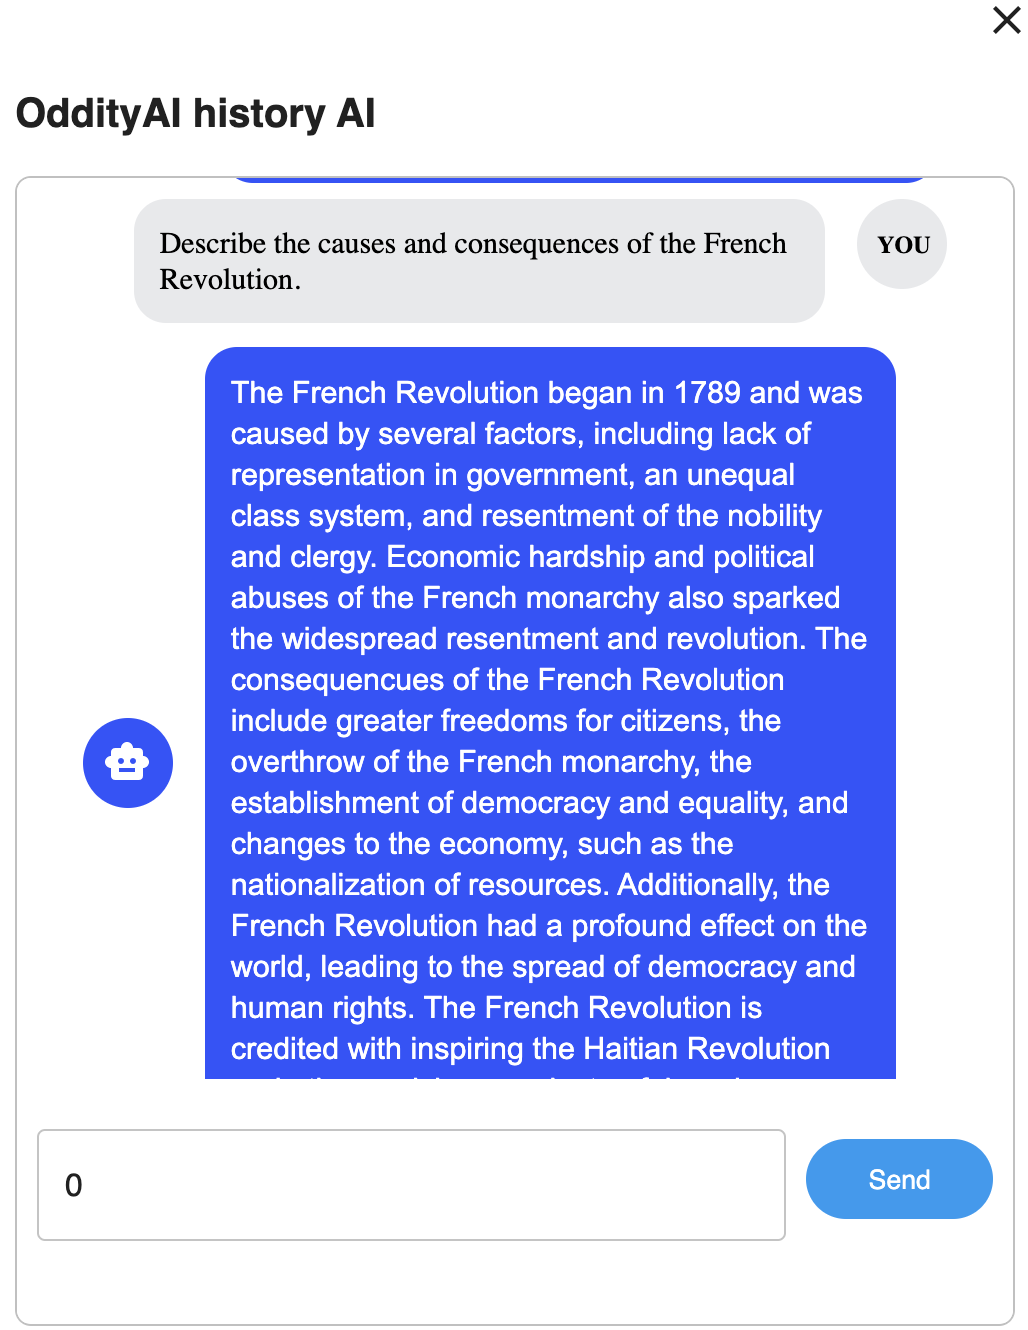 OddityAI history AI
Describe the causes and consequences of the French
Revolution.
YOU
The French Revolution began in 1789 and was
caused by several factors, including lack of
representation in government, an unequal
class system, and resentment of the nobility
and clergy. Economic hardship and political
abuses of the French monarchy also sparked
the widespread resentment and revolution. The
consequencues of the French Revolution
include greater freedoms for citizens, the
overthrow of the French monarchy, the
establishment of democracy and equality, and
changes to the economy, such as the
nationalization of resources. Additionally, the
French Revolution had a profound effect on the
world, leading to the spread of democracy and
human rights. The French Revolution is
credited with inspiring the Haitian Revolution
0
Send